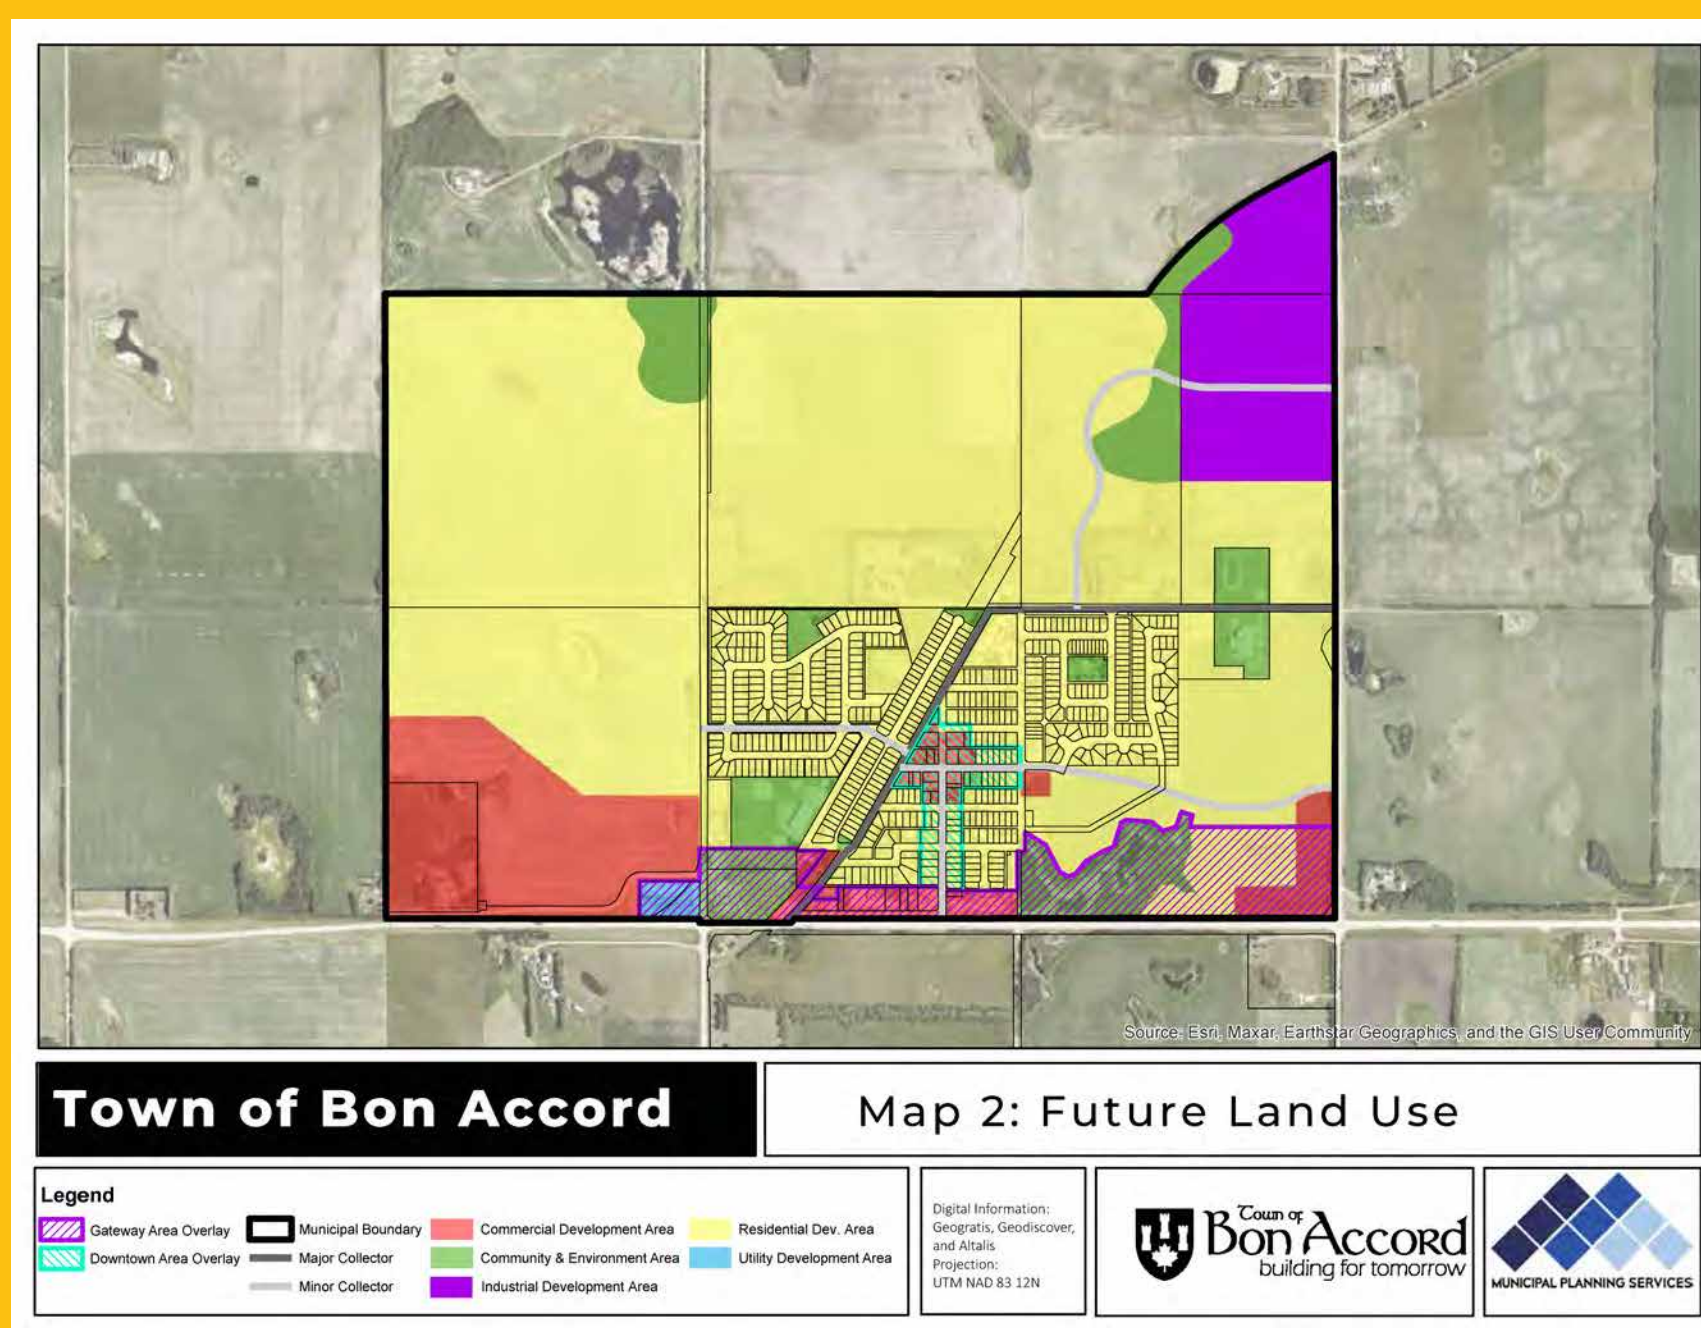 Source: Esri, Maxar, Earthstar Geographics, and the GIS User Community
Town of Bon Accord
Map 2: Future Land Use
Legend
Gateway Area Overlay
Downtown Area Overlay
Municipal Boundary
Major Collector
Minor Collector
Commercial Development Area
Community & Environment Area
Industrial Development Area
Residential Dev. Area
Utility Development Area
Digital Information:
Geogratis, Geodiscover,
and Altalis
Projection:
UTM NAD 83 12N
Town of
Bon Accord
building for tomorrow
MUNICIPAL PLANNING SERVICES